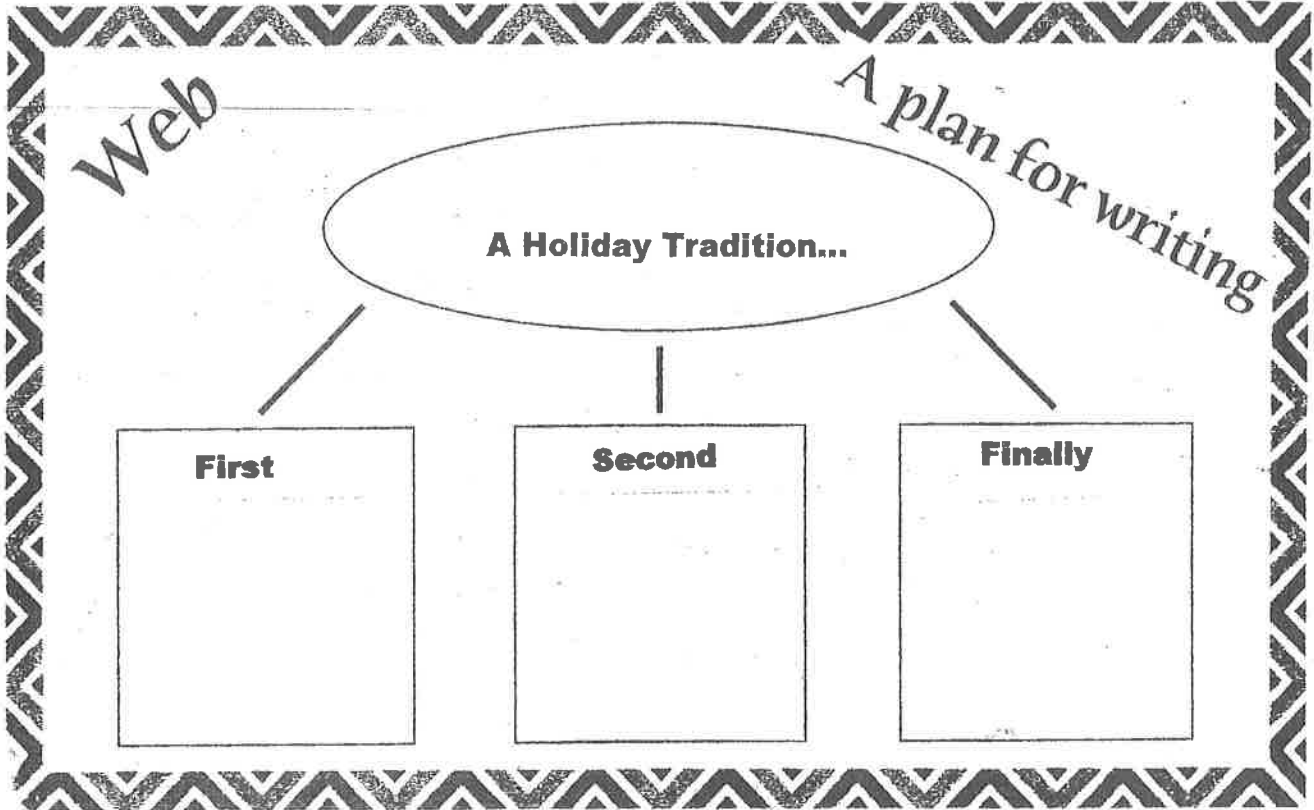 Web
A plan for writing
A Holiday Tradition...
First
Second
Finally